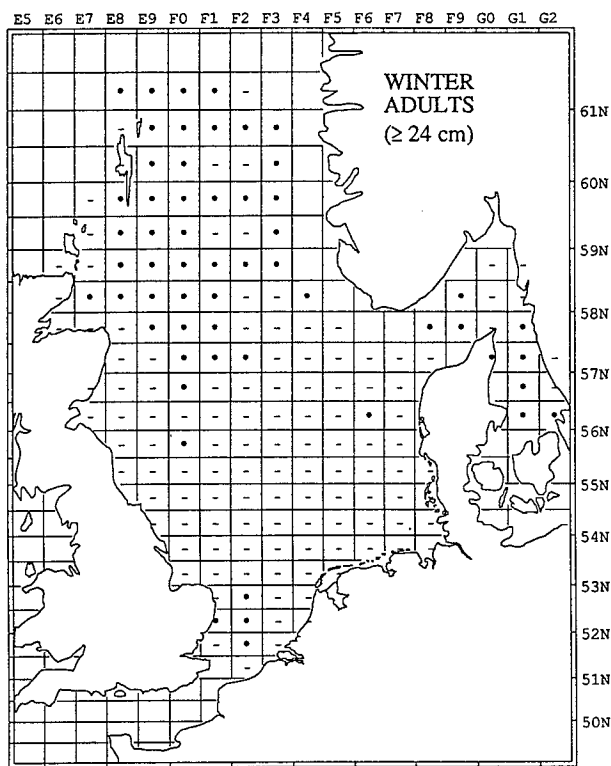 E5 E6 E7 E8 E9 F0 F1 F2 F3 F4 F5 F6 F7 F8 F9 G0 G1 G2
WINTER
ADULTS
(≥ 24 cm)
61N
60N
59N
58N
57N
56N
55N
54N
53N
52N
51N
50N